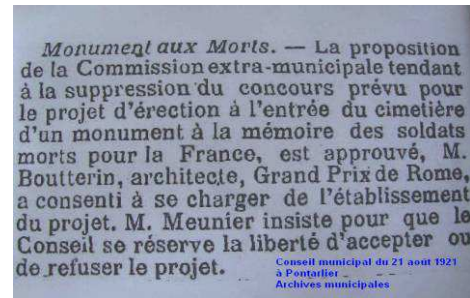 Monument aux Morts. — La proposition
de la Commission extra-municipale tendant
à la suppression du concours prévu pour
le projet d'érection à l'entrée du cimetière
d'un monument à la mémoire des soldats
morts pour la France, est approuvé, M.
Boutterin, architecte, Grand Prix de Rome,
a consenti à se charger de l'établissement
du projet. M. Meunier insiste pour que le
Conseil se réserve la liberté d'accepter ou
de refuser le projet.
Conseil municipal du 21 août 1921
à Pontarlier
Archives municipales